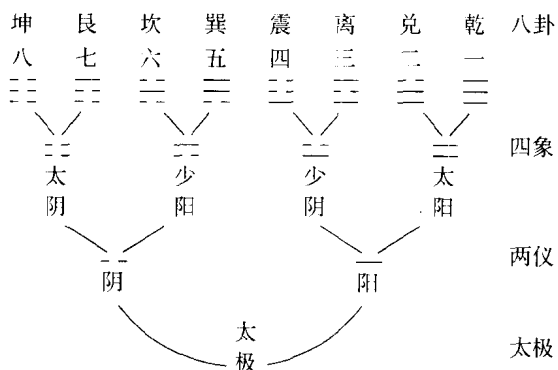 坤 艮 坎 巽 震 离 兑 乾 八卦
八 七 六 五 四 三 二 一
四象
太 少 少 太
阴 阳 阴 阳
两仪
阴 阳
太
极
太极